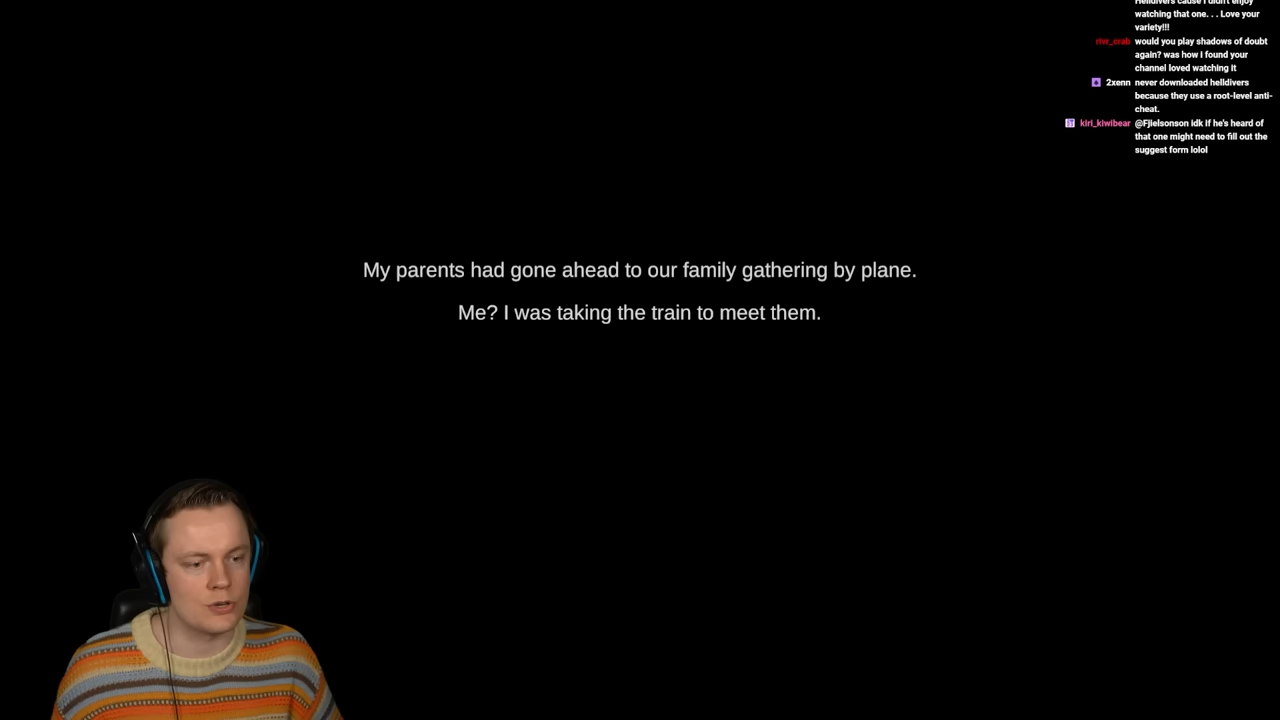 Helldivers cause I didn't enjoy
watching that one. . . Love your
variety!!!
rivr_crab would you play shadows of doubt
again? was how i found your
channel loved watching it
2xenn never downloaded helldivers
because they use a root-level anti-
cheat.
kiri_kiwibear @Fjielsonson idk if he's heard of
that one might need to fill out the
suggest form lolol
My parents had gone ahead to our family gathering by plane.
Me? I was taking the train to meet them.